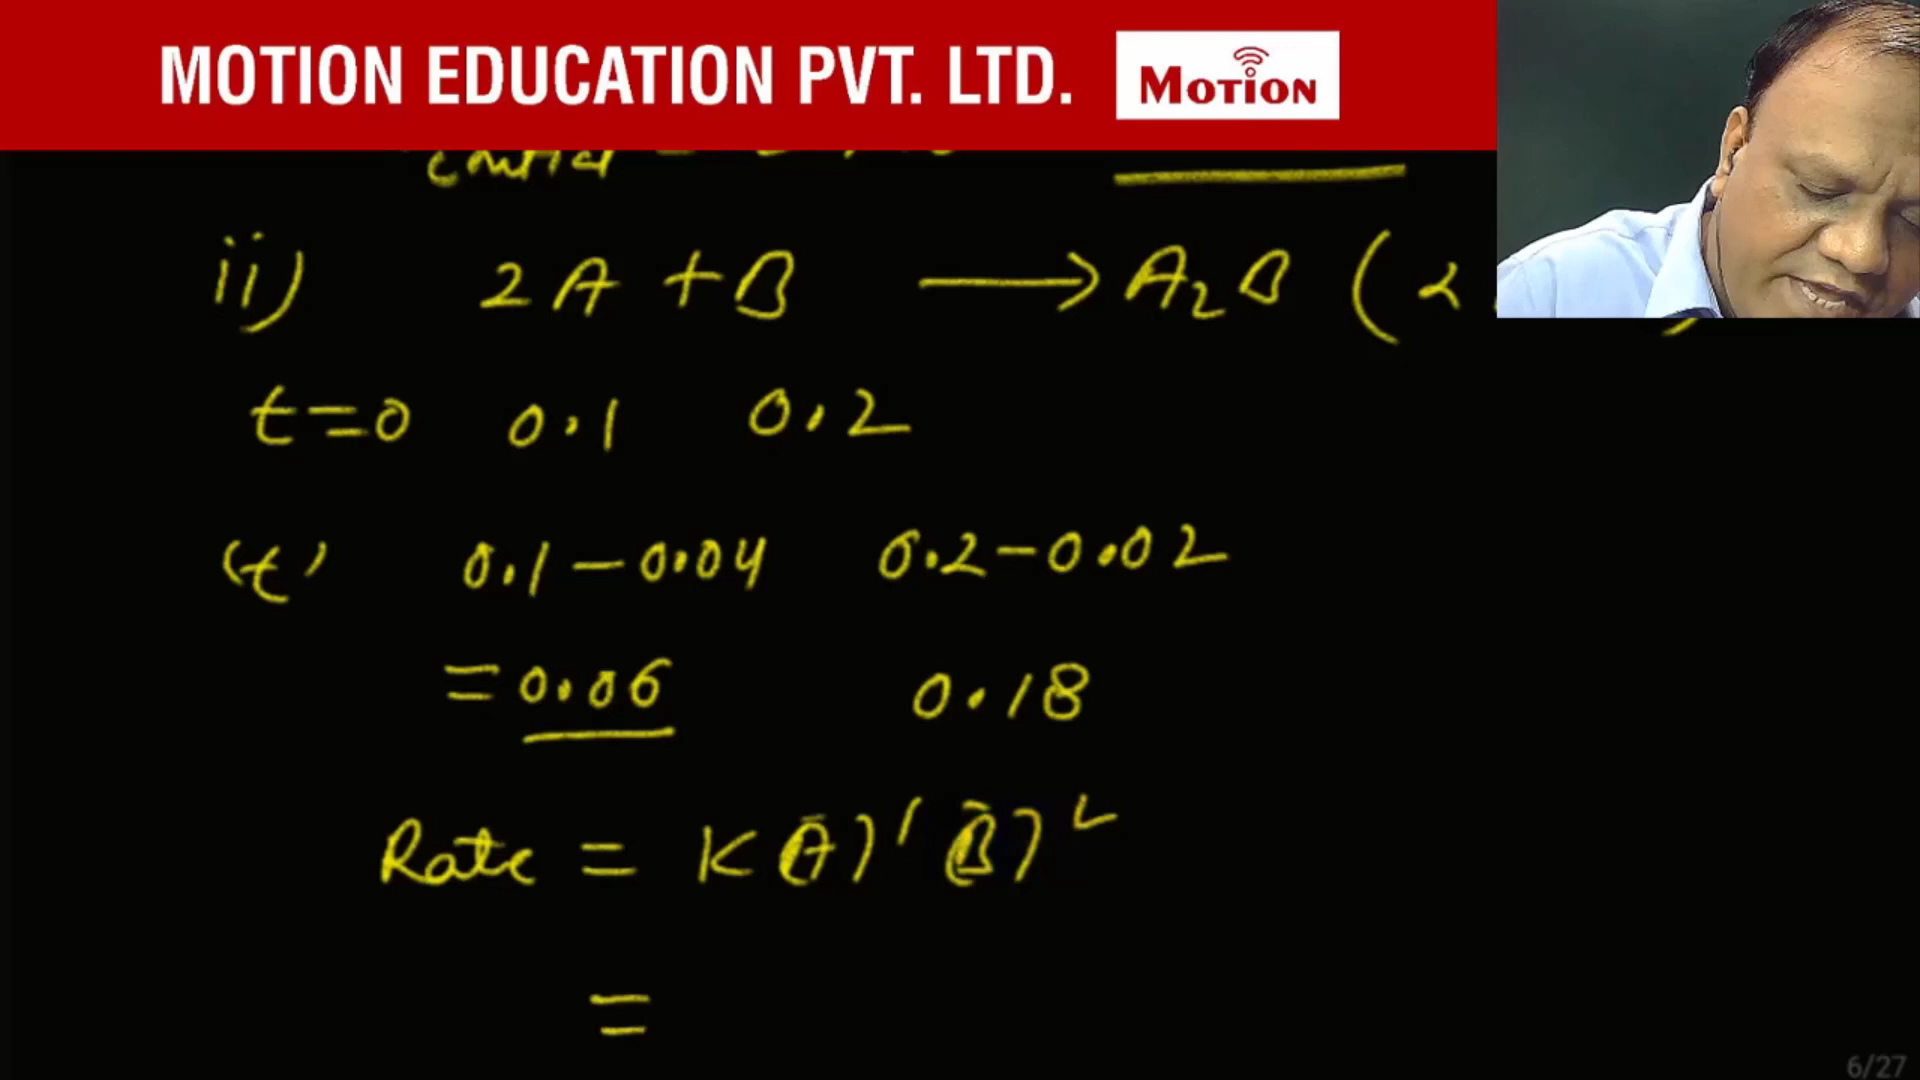 MOTION EDUCATION PVT. LTD. MOTION
ii) 2A + B ⟶ A₂B (
t=0 0.1 0.2
't' 0.1-0.04 0.2-0.02
=0.06 0.18
Rate = K[A]¹[B]²
=
6/27